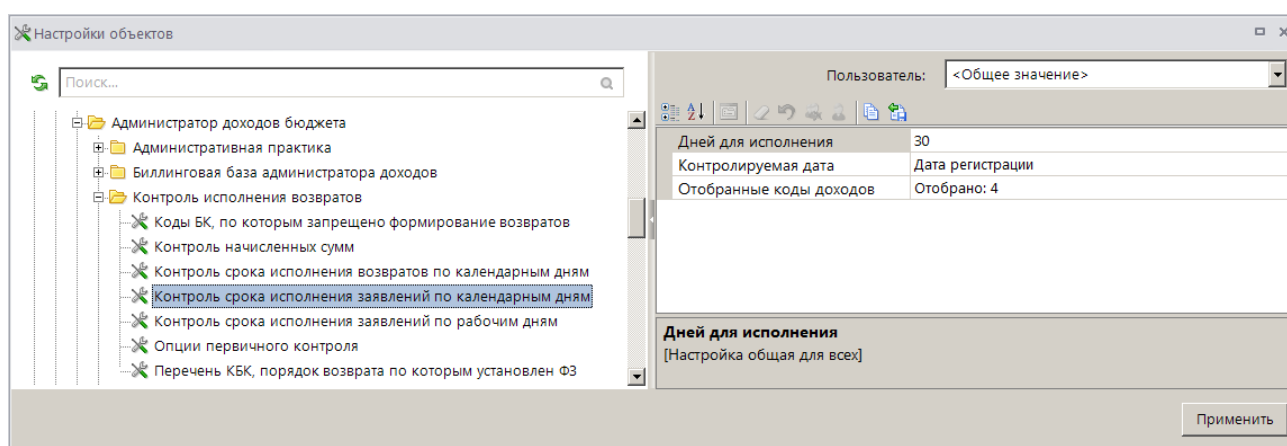 Настройки объектов
Поиск...
Администратор доходов бюджета
Административная практика
Биллинговая база администратора доходов
Контроль исполнения возвратов
Коды БК, по которым запрещено формирование возвратов
Контроль начисленных сумм
Контроль срока исполнения возвратов по календарным дням
Контроль срока исполнения заявлений по календарным дням
Контроль срока исполнения заявлений по рабочим дням
Опции первичного контроля
Перечень КБК, порядок возврата по которым установлен ФЗ
Пользователь: <Общее значение>
Дней для исполнения 30
Контролируемая дата Дата регистрации
Отобранные коды доходов Отобрано: 4
Дней для исполнения
[Настройка общая для всех]
Применить